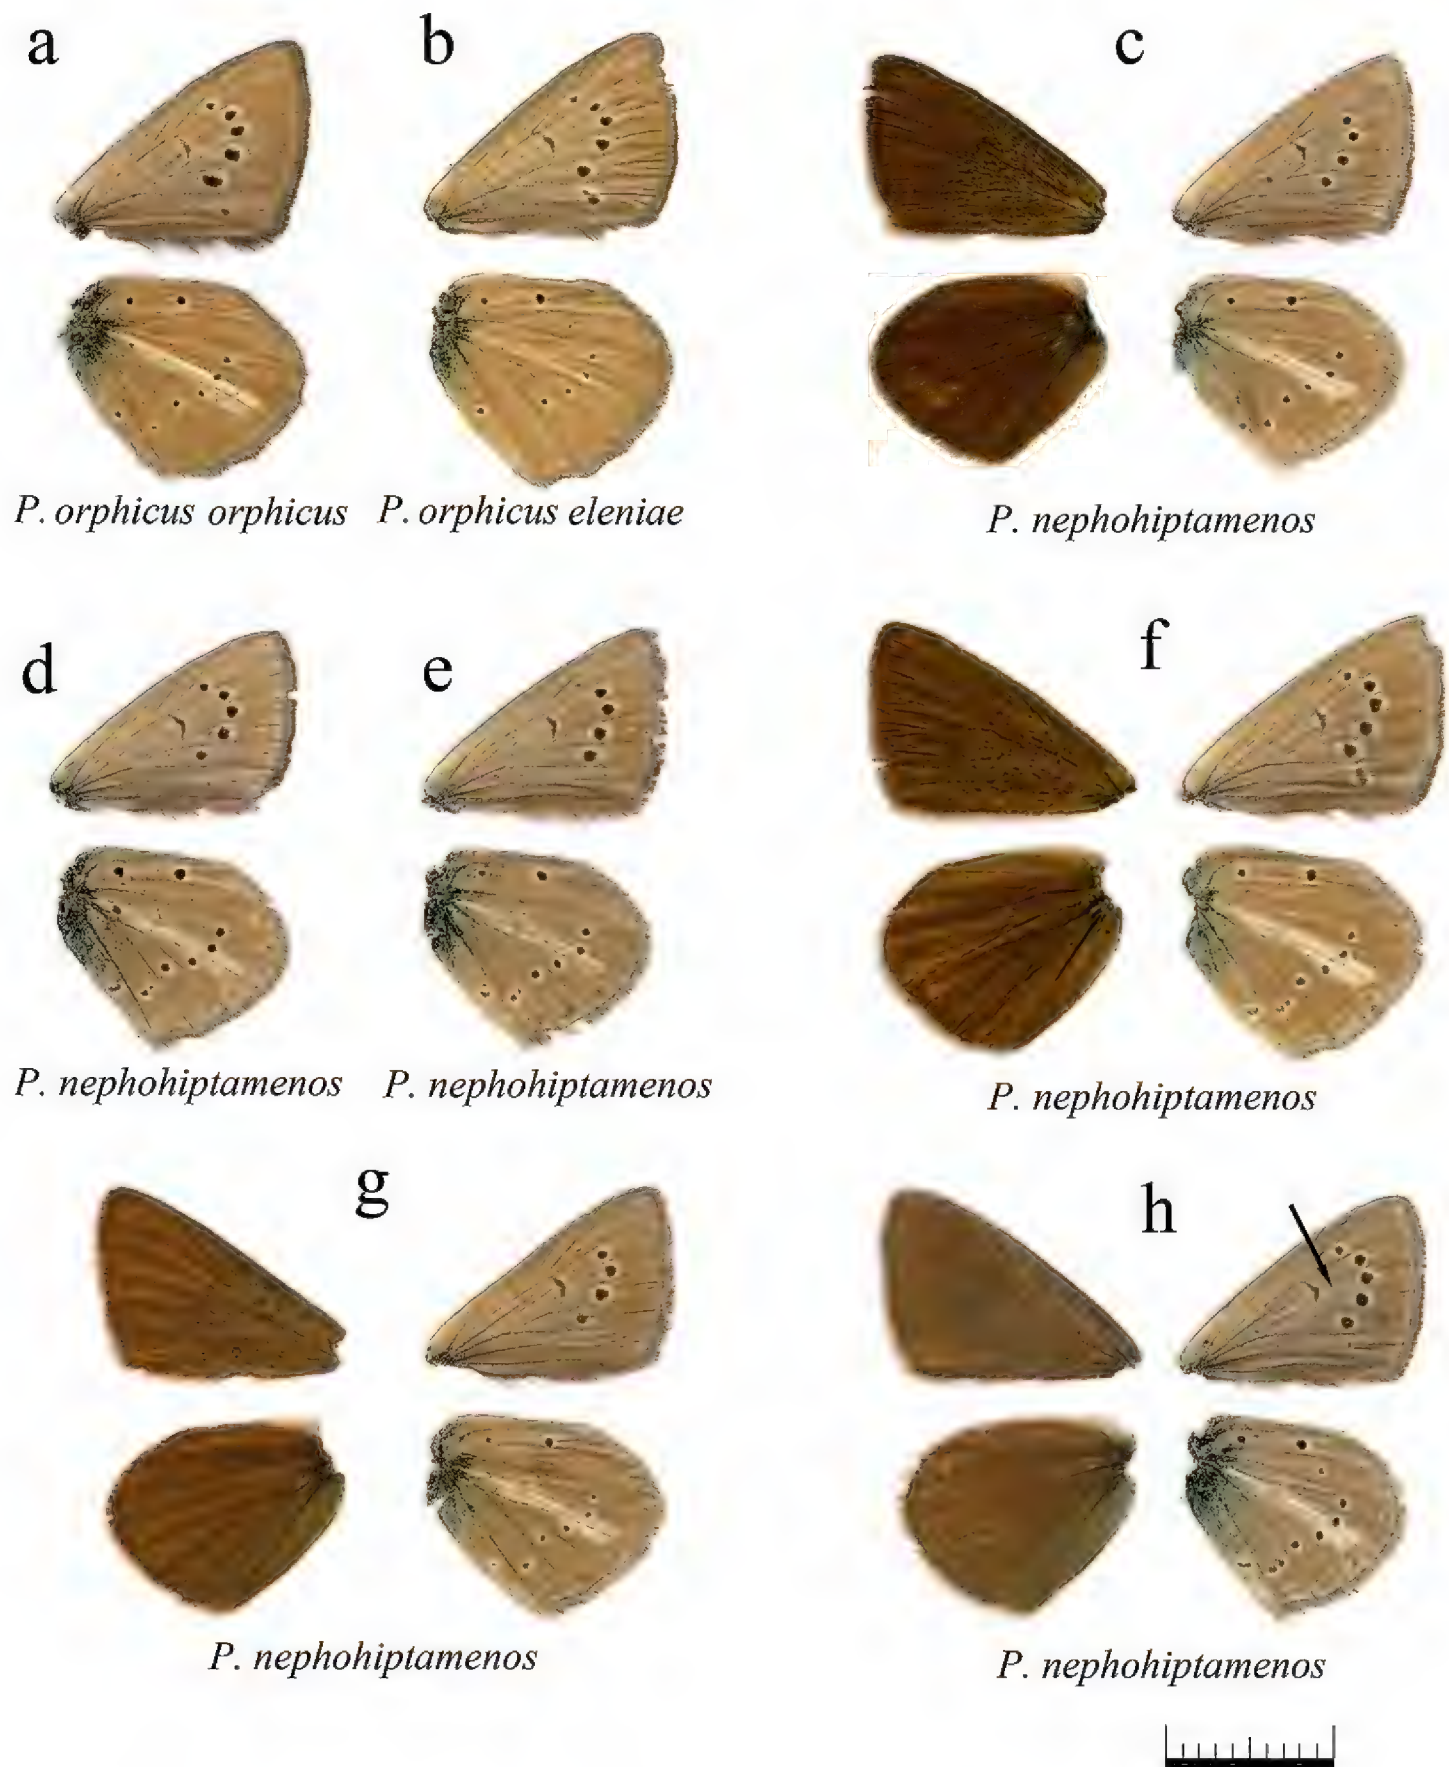 a b c
P. orphicus orphicus P. orphicus eleniae P. nephohiptamenos
d e f
P. nephohiptamenos P. nephohiptamenos P. nephohiptamenos
g h
P. nephohiptamenos P. nephohiptamenos